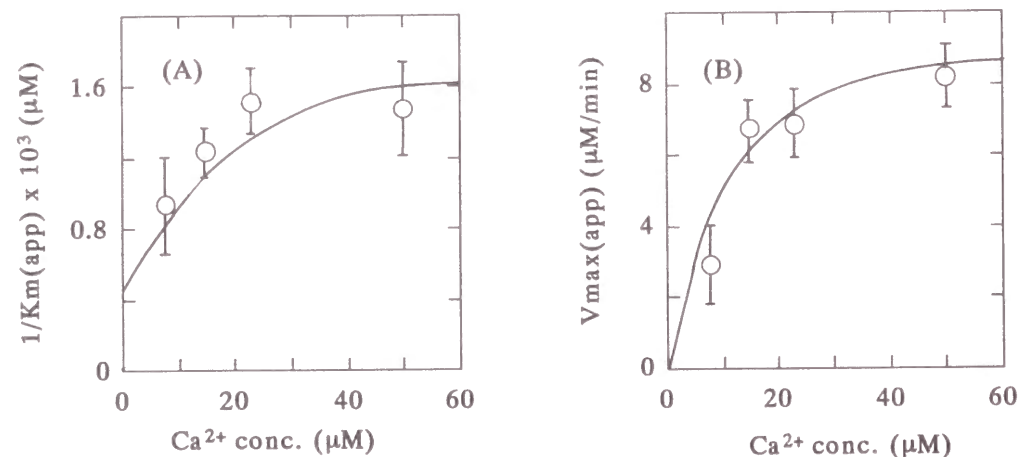 1/Km(app) x 10³ (μM)
1.6
0.8
0
(A)
0 20 40 60
Ca²⁺ conc. (μM)
Vmax(app) (μM/min)
8
4
0
(B)
0 20 40 60
Ca²⁺ conc. (μM)